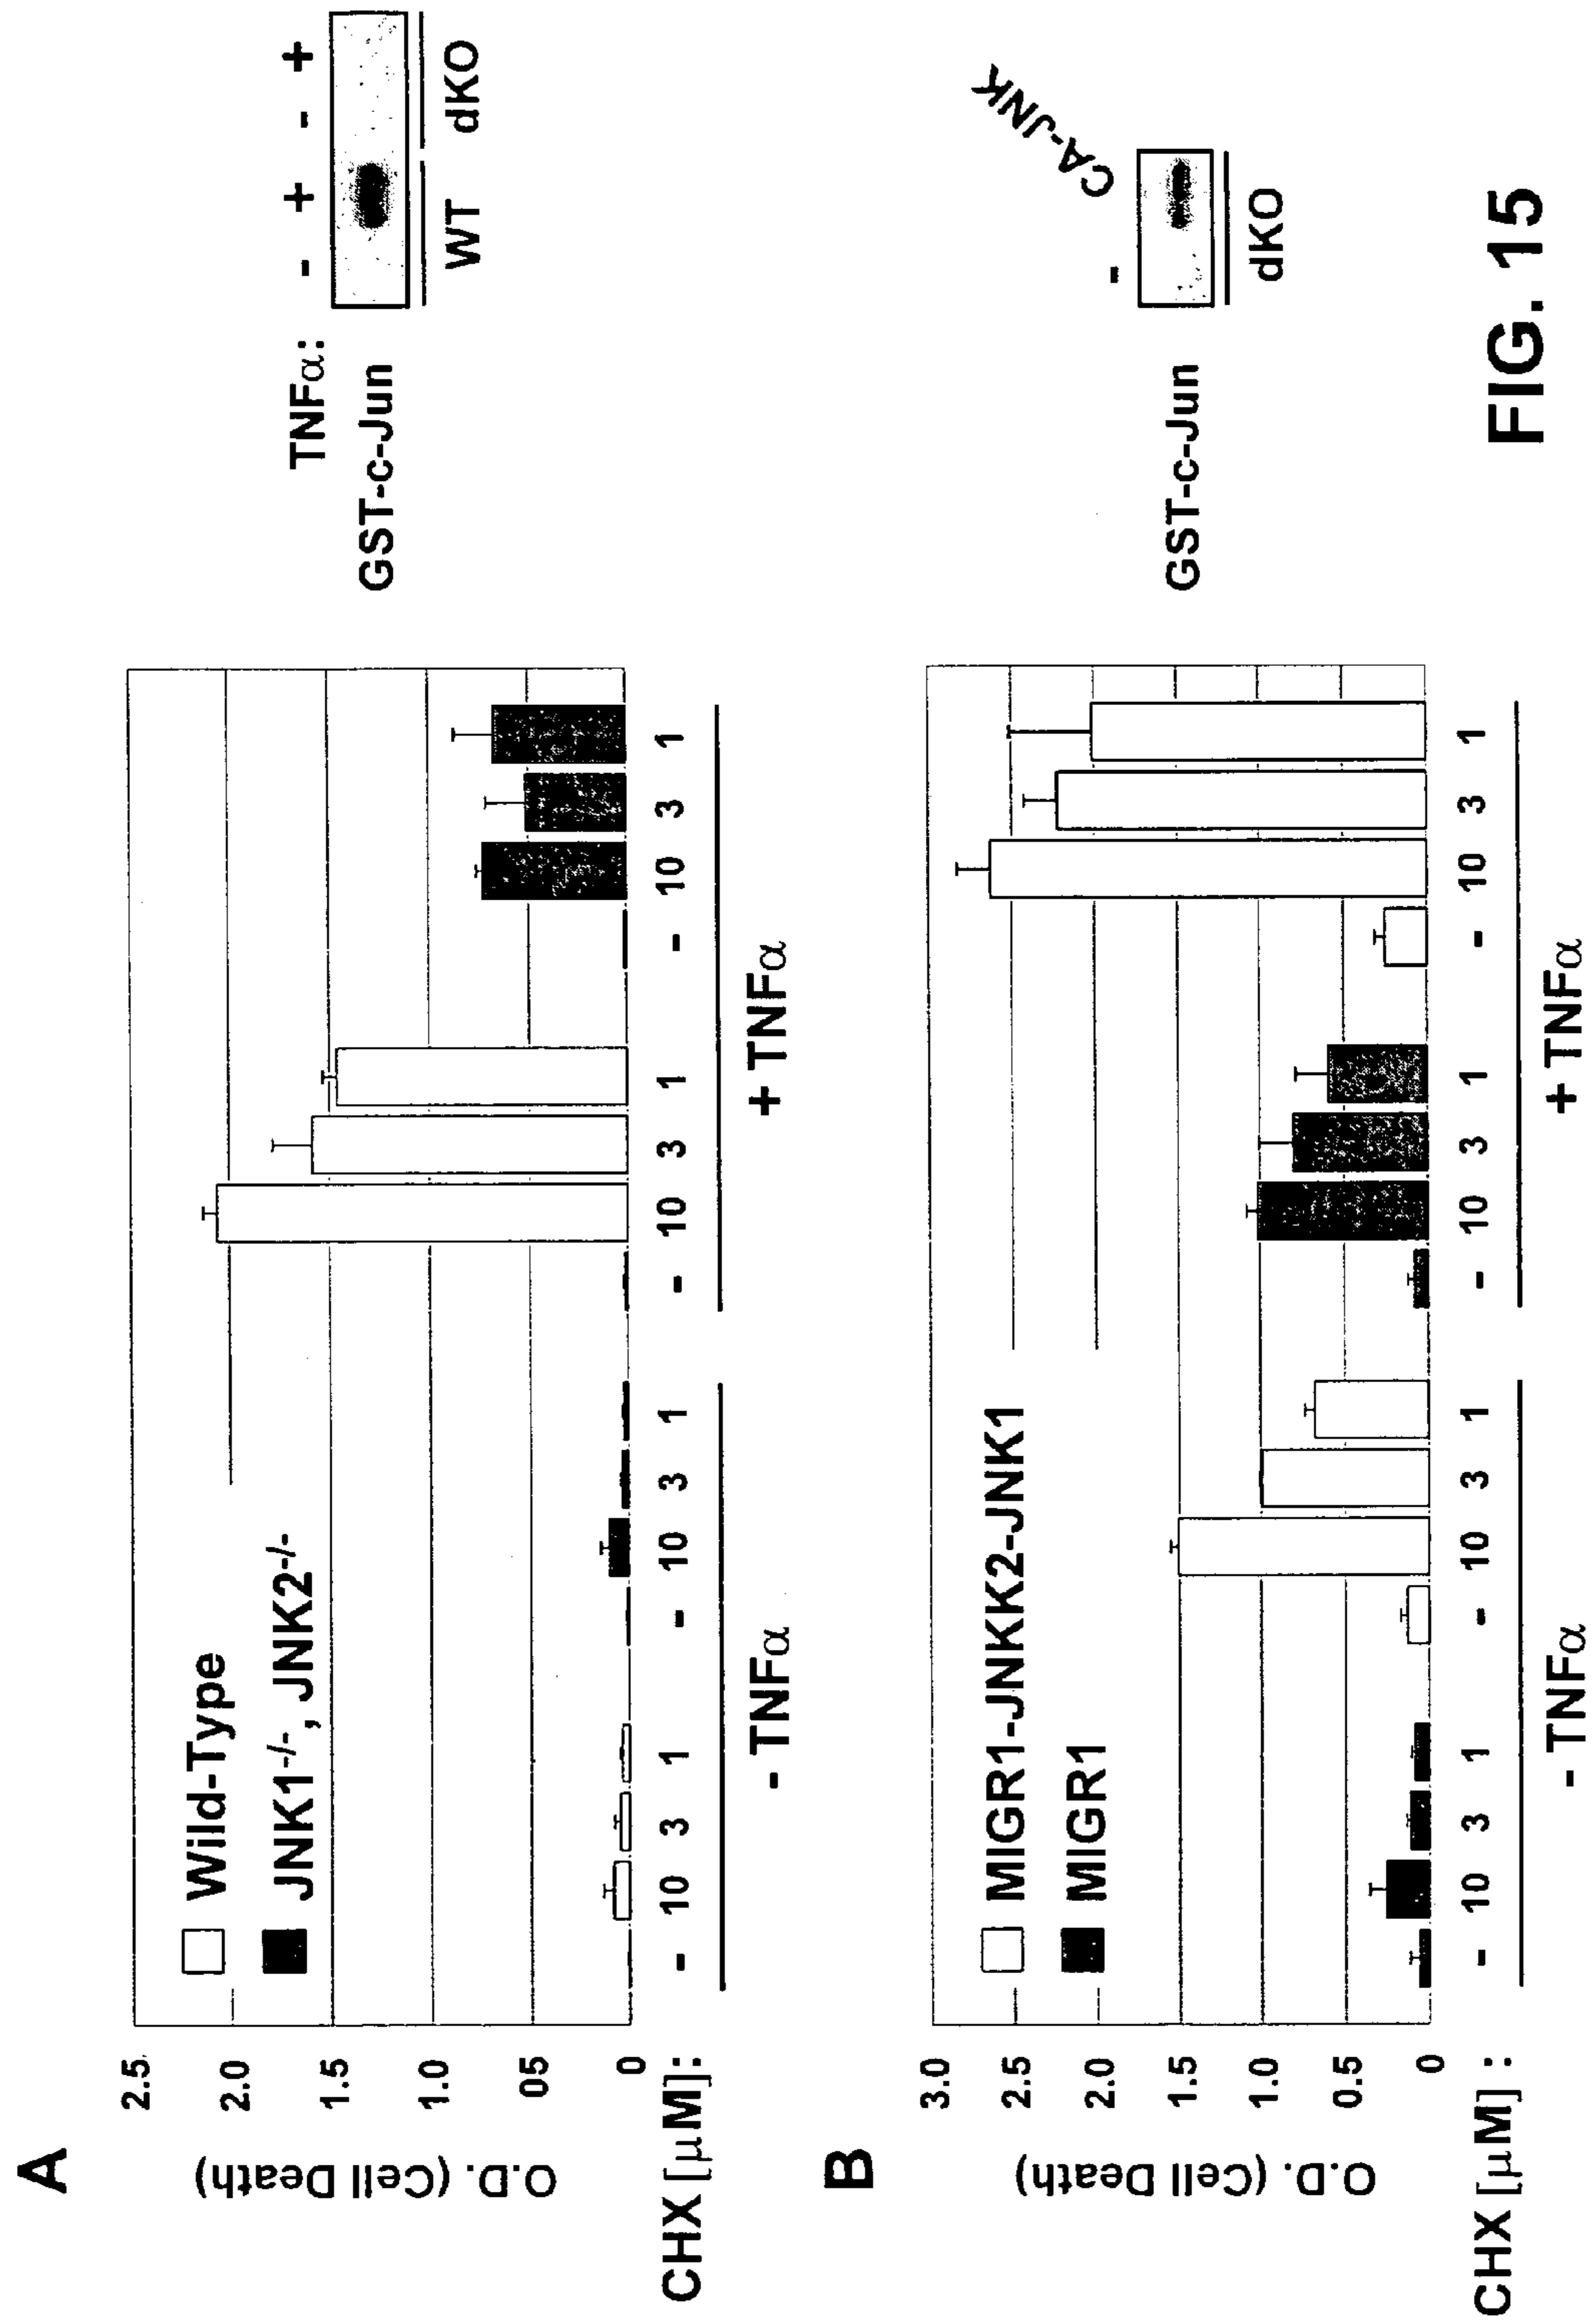 A
O.D. (Cell Death)
2.5
2.0
1.5
1.0
05
0
Wild-Type
JNK1-/-, JNK2-/-
CHX [μM]: - 10 3 1 - 10 3 1 - 10 3 1 - 10 3 1
- TNFα + TNFα
TNFα: - + - +
GST-c-Jun
WT dKO
B
O.D. (Cell Death)
3.0
2.5
2.0
1.5
1.0
0.5
0
MIGR1-JNKK2-JNK1
MIGR1
CHX [μM] : - 10 3 1 - 10 3 1 - 10 3 1 - 10 3 1
- TNFα + TNFα
- CA-JNK
GST-c-Jun
dKO
FIG. 15